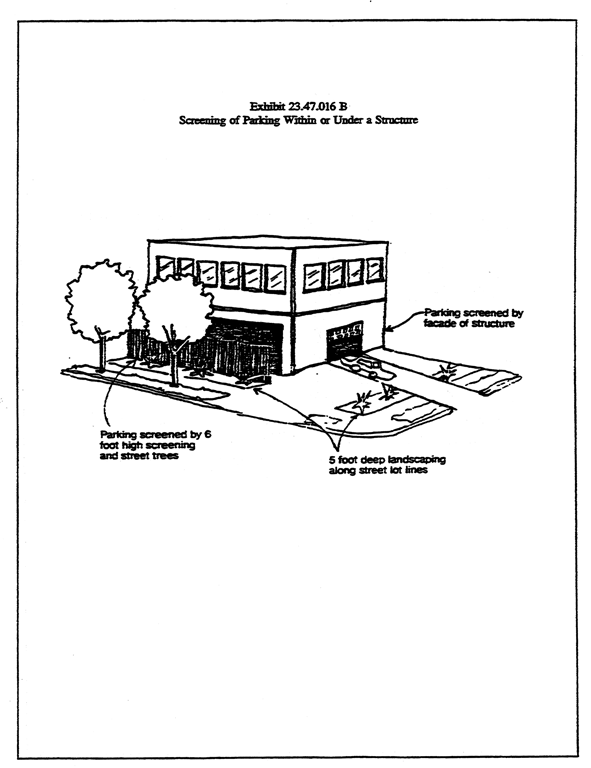 Exhibit 23.47.016 B
Screening of Parking Within or Under a Structure
Parking screened by
facade of structure
Parking screened by 6
foot high screening
and street trees
5 foot deep landscaping
along street lot lines